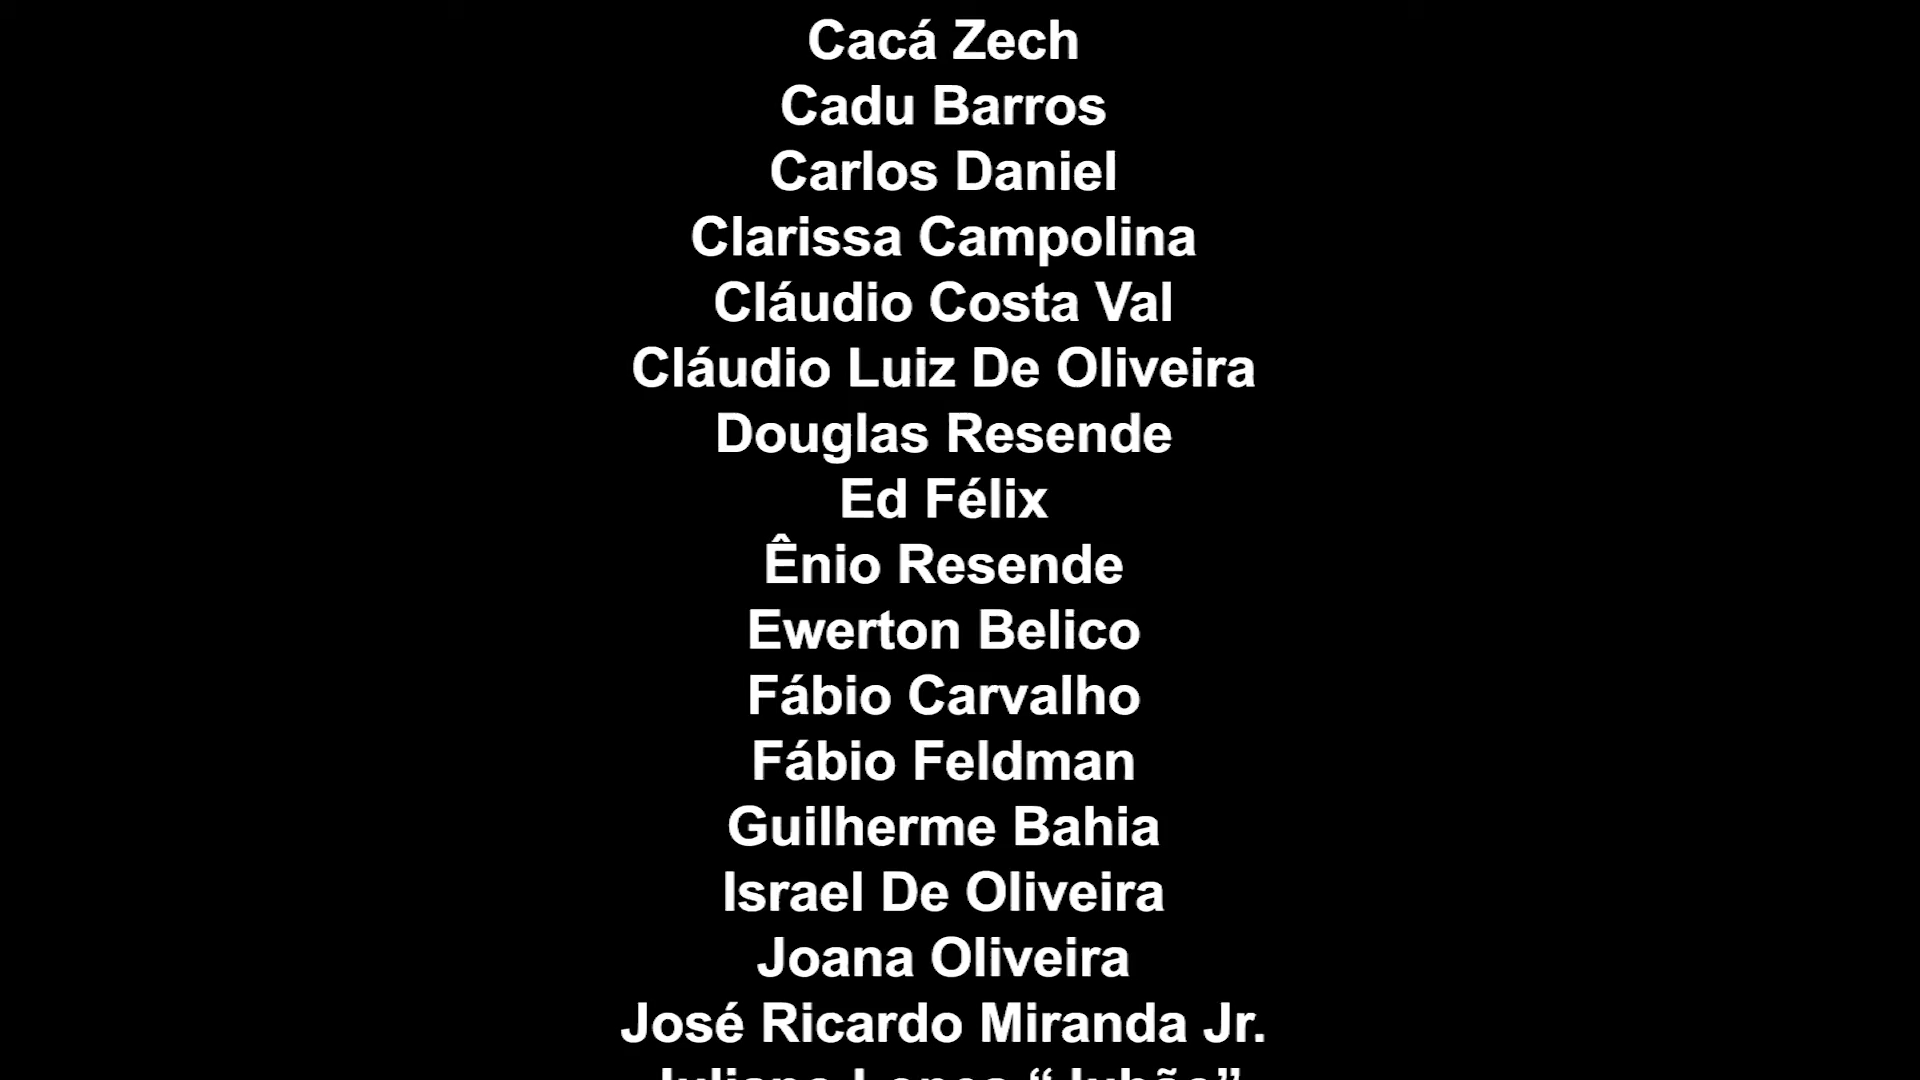 Cacá Zech
Cadu Barros
Carlos Daniel
Clarissa Campolina
Cláudio Costa Val
Cláudio Luiz De Oliveira
Douglas Resende
Ed Félix
Ênio Resende
Ewerton Belico
Fábio Carvalho
Fábio Feldman
Guilherme Bahia
Israel De Oliveira
Joana Oliveira
José Ricardo Miranda Jr.